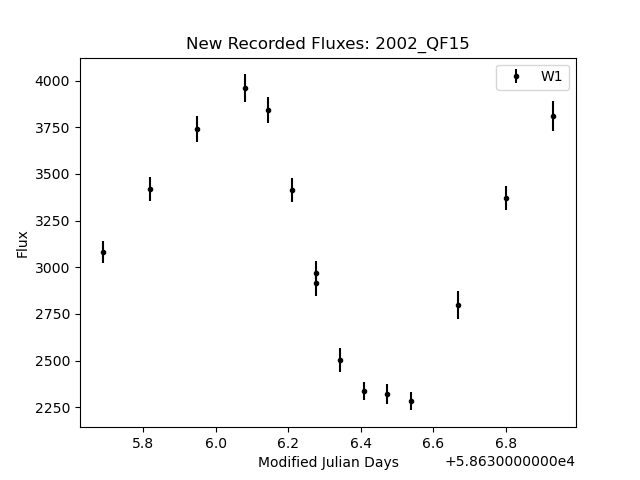 New Recorded Fluxes: 2002_QF15
W1
4000
3750
3500
3250
3000
2750
2500
2250
Flux
5.8 6.0 6.2 6.4 6.6 6.8
Modified Julian Days
+5.8630000000e4